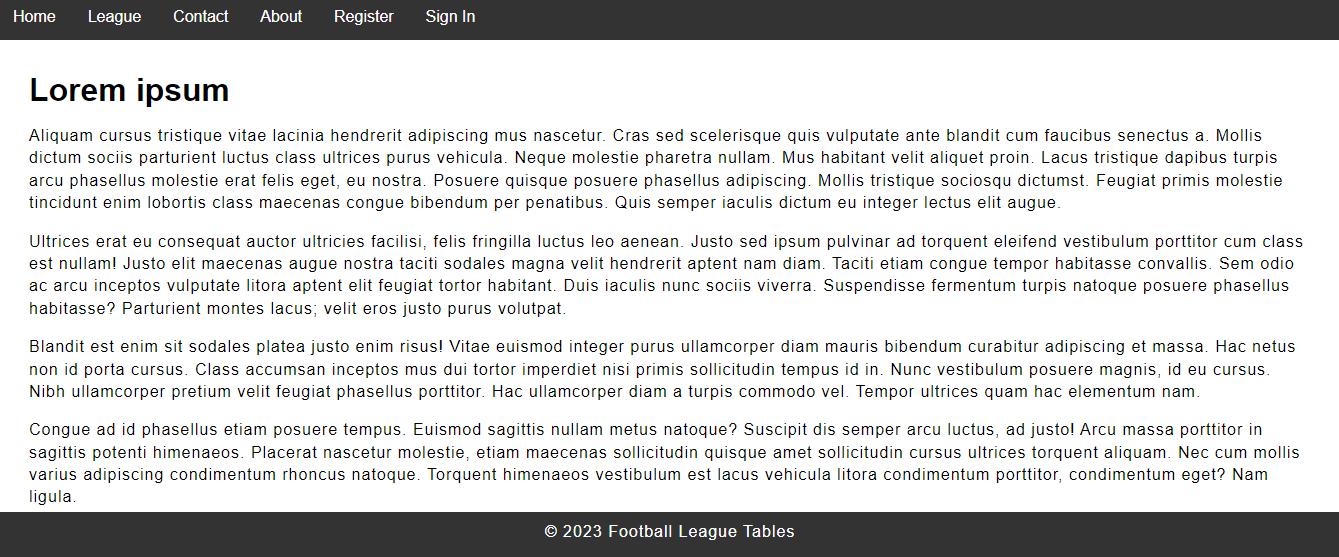 Home League Contact About Register Sign In
Lorem ipsum
Aliquam cursus tristique vitae lacinia hendrerit adipiscing mus nascetur. Cras sed scelerisque quis vulputate ante blandit cum faucibus senectus a. Mollis
dictum sociis parturient luctus class ultrices purus vehicula. Neque molestie pharetra nullam. Mus habitant velit aliquet proin. Lacus tristique dapibus turpis
arcu phasellus molestie erat felis eget, eu nostra. Posuere quisque posuere phasellus adipiscing. Mollis tristique sociosqu dictumst. Feugiat primis molestie
tincidunt enim lobortis class maecenas congue bibendum per penatibus. Quis semper iaculis dictum eu integer lectus elit augue.
Ultrices erat eu consequat auctor ultricies facilisi, felis fringilla luctus leo aenean. Justo sed ipsum pulvinar ad torquent eleifend vestibulum porttitor cum class
est nullam! Justo elit maecenas augue nostra taciti sodales magna velit hendrerit aptent nam diam. Taciti etiam congue tempor habitasse convallis. Sem odio
ac arcu inceptos vulputate litora aptent elit feugiat tortor habitant. Duis iaculis nunc sociis viverra. Suspendisse fermentum turpis natoque posuere phasellus
habitasse? Parturient montes lacus; velit eros justo purus volutpat.
Blandit est enim sit sodales platea justo enim risus! Vitae euismod integer purus ullamcorper diam mauris bibendum curabitur adipiscing et massa. Hac netus
non id porta cursus. Class accumsan inceptos mus dui tortor imperdiet nisi primis sollicitudin tempus id in. Nunc vestibulum posuere magnis, id eu cursus.
Nibh ullamcorper pretium velit feugiat phasellus porttitor. Hac ullamcorper diam a turpis commodo vel. Tempor ultrices quam hac elementum nam.
Congue ad id phasellus etiam posuere tempus. Euismod sagittis nullam metus natoque? Suscipit dis semper arcu luctus, ad justo! Arcu massa porttitor in
sagittis potenti himenaeos. Placerat nascetur molestie, etiam maecenas sollicitudin quisque amet sollicitudin cursus ultrices torquent aliquam. Nec cum mollis
varius adipiscing condimentum rhoncus natoque. Torquent himenaeos vestibulum est lacus vehicula litora condimentum porttitor, condimentum eget? Nam
ligula.
© 2023 Football League Tables